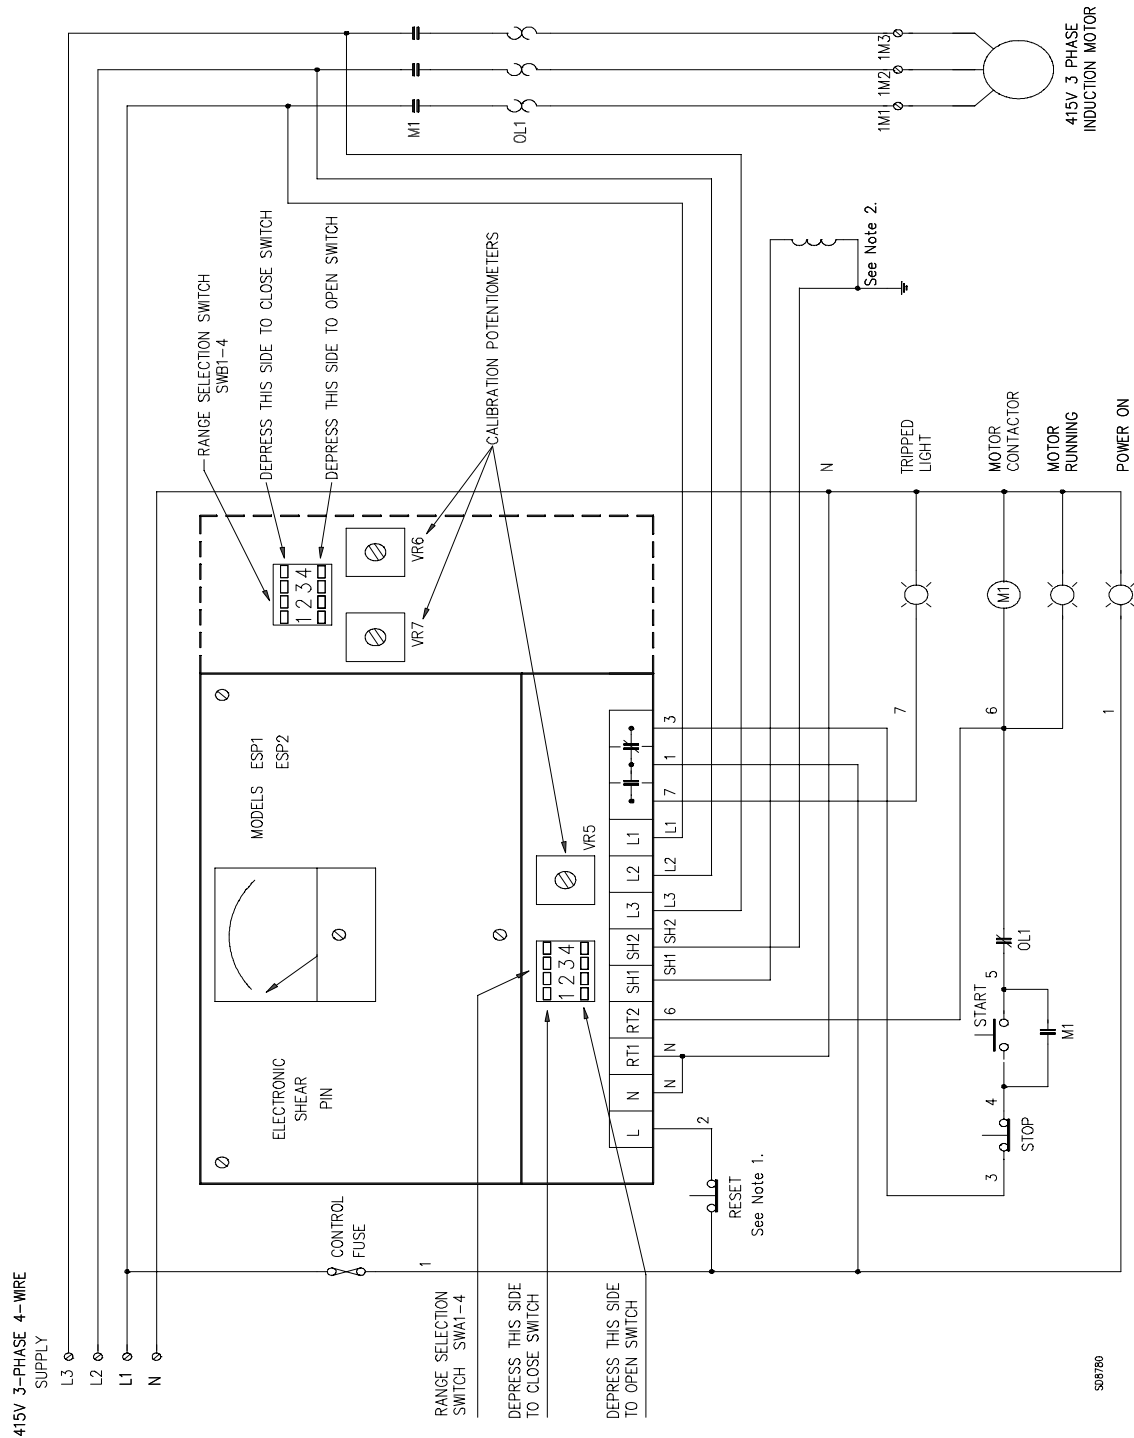 415V 3-PHASE 4-WIRE
SUPPLY
L3
L2
L1
N
CONTROL
FUSE
1
RANGE SELECTION
SWITCH SWA1-4
DEPRESS THIS SIDE
TO CLOSE SWITCH
DEPRESS THIS SIDE
TO OPEN SWITCH
ELECTRONIC
SHEAR
PIN
MODELS ESP1
ESP2
1 2 3 4
VR5
RANGE SELECTION SWITCH
SWB1-4
DEPRESS THIS SIDE TO CLOSE SWITCH
DEPRESS THIS SIDE TO OPEN SWITCH
1 2 3 4
VR7
VR6
CALIBRATION POTENTIOMETERS
L
N
RT1
RT2
SH1
SH2
L3
L2
L1
2
N
N
6
SH1
SH2
L3
L2
L1
7
1
3
RESET
See Note 1.
M1
OL1
1M1
1M2
1M3
415V 3 PHASE
INDUCTION MOTOR
See Note 2.
N
7
TRIPPED
LIGHT
3
STOP
4
START
5
M1
OL1
6
M1
MOTOR
CONTACTOR
MOTOR
RUNNING
1
POWER ON
SD8780